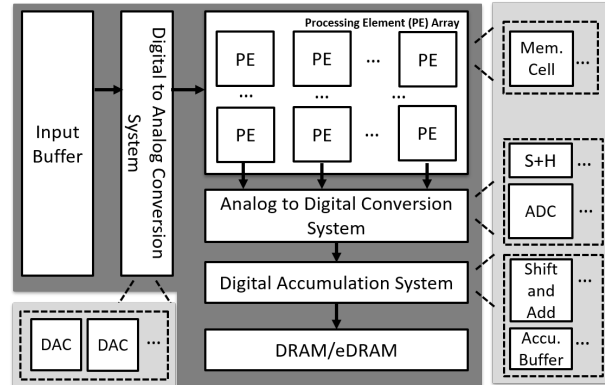 Input
Buffer
Digital to Analog Conversion
System
Processing Element (PE) Array
PE
PE
...
PE
...
...
PE
PE
...
PE
Analog to Digital Conversion
System
Digital Accumulation System
DRAM/eDRAM
DAC
DAC
...
Mem.
Cell
...
S+H
...
ADC
...
Shift
and
Add
...
Accu.
Buffer
...